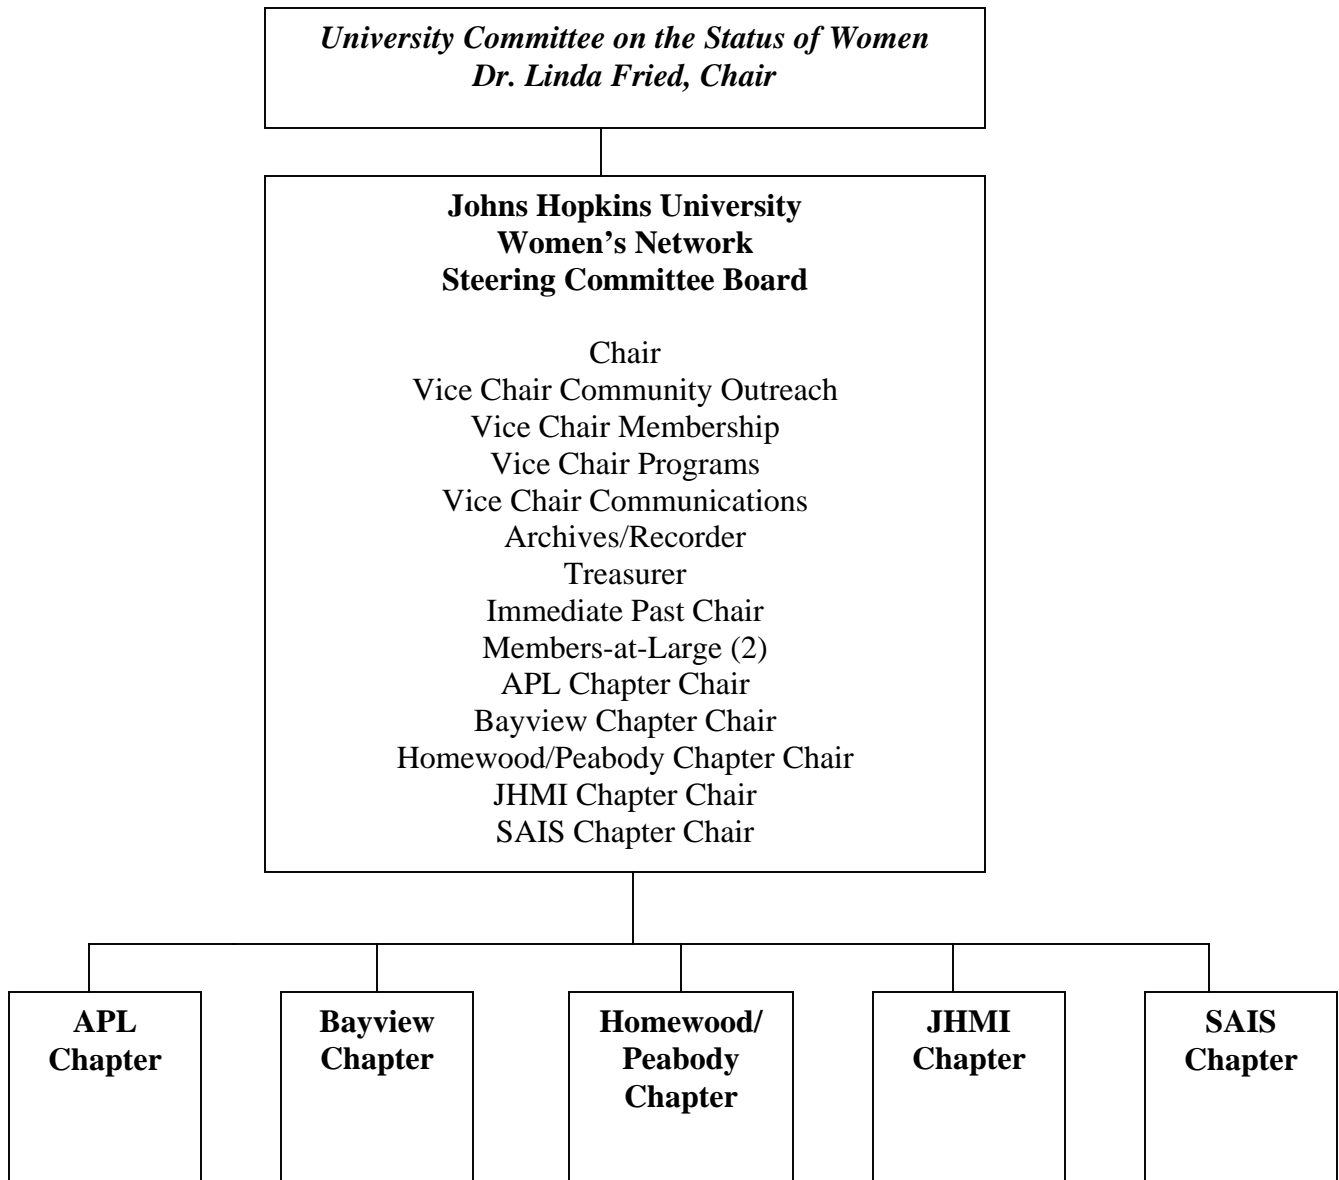 University Committee on the Status of Women
Dr. Linda Fried, Chair
Johns Hopkins University
Women’s Network
Steering Committee Board
Chair
Vice Chair Community Outreach
Vice Chair Membership
Vice Chair Programs
Vice Chair Communications
Archives/Recorder
Treasurer
Immediate Past Chair
Members-at-Large (2)
APL Chapter Chair
Bayview Chapter Chair
Homewood/Peabody Chapter Chair
JHMI Chapter Chair
SAIS Chapter Chair
APL
Chapter
Bayview
Chapter
Homewood/
Peabody
Chapter
JHMI
Chapter
SAIS
Chapter